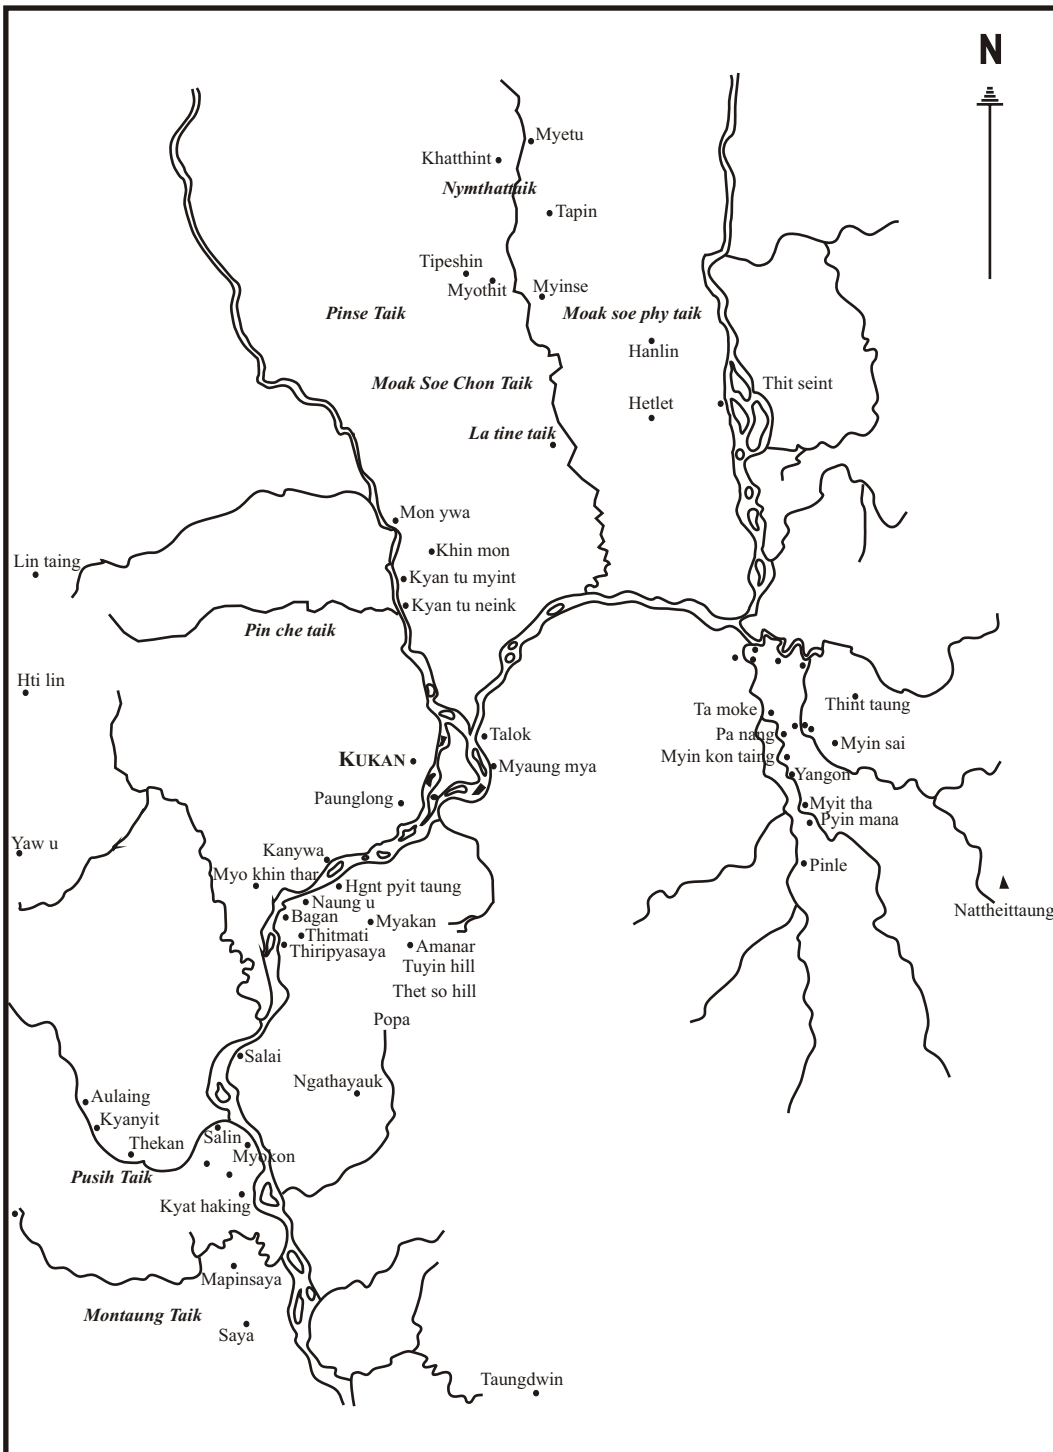 N
Myetu
Khatthint
Nymthattaik
Tapin
Tipeshin
Myothit
Myinse
Pinse Taik
Moak soe phy taik
Hanlin
Moak Soe Chon Taik
Thit seint
Hetlet
La tine taik
Mon ywa
Khin mon
Lin taing
Kyan tu myint
Kyan tu neink
Pin che taik
Hti lin
Thint taung
Ta moke
Talok
Pa nang
Myin sai
Myin kon taing
KUKAN
Myaung mya
Yangon
Paunglong
Myit tha
Pyin mana
Yaw u
Kanywa
Pinle
Myo khin thar
Hgnt pyit taung
Naung u
Nattheittaung
Bagan
Myakan
Thitmati
Thiripyasaya
Amanar
Tuyin hill
Thet so hill
Popa
Salai
Ngathayauk
Aulaing
Kyanyit
Salin
Thekan
Myokon
Pusih Taik
Kyat haking
Mapinsaya
Montaung Taik
Saya
Taungdwin